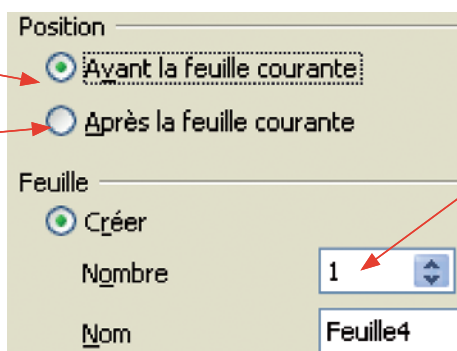 Position
Avant la feuille courante
Après la feuille courante
Feuille
Créer
Nombre 1
Nom Feuille4